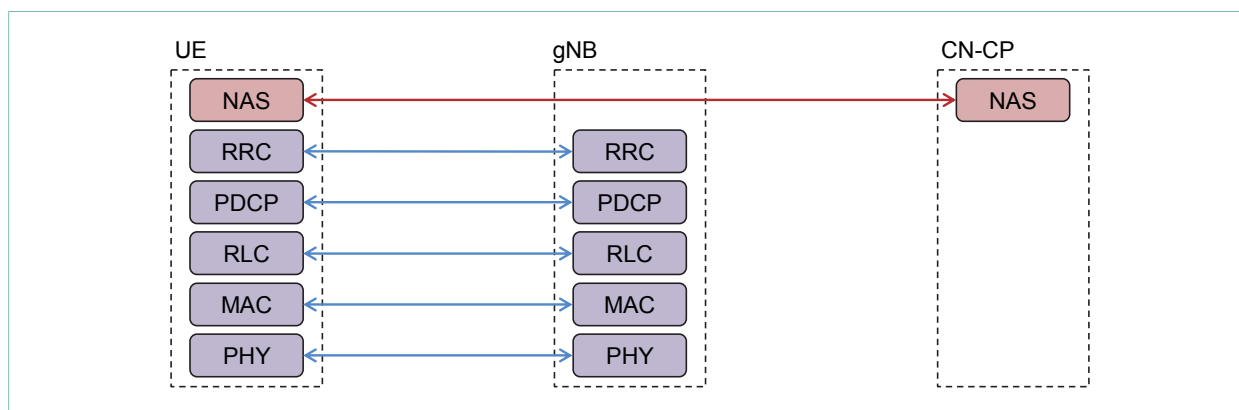 UE gNB CN-CP
NAS NAS
RRC RRC
PDCP PDCP
RLC RLC
MAC MAC
PHY PHY